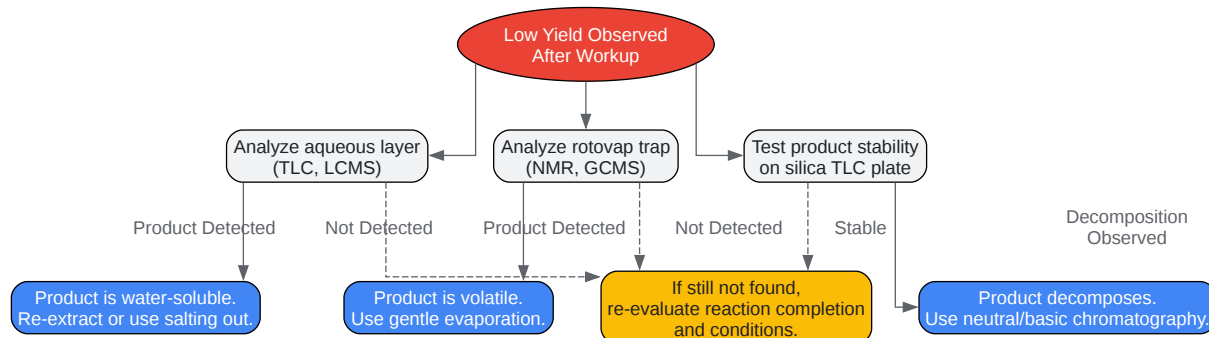 Low Yield Observed
After Workup
Analyze aqueous layer
(TLC, LCMS)
Analyze rotovap trap
(NMR, GCMS)
Test product stability
on silica TLC plate
Product Detected
Not Detected
Product Detected
Not Detected
Stable
Decomposition
Observed
Product is water-soluble.
Re-extract or use salting out.
Product is volatile.
Use gentle evaporation.
If still not found,
re-evaluate reaction completion
and conditions.
Product decomposes.
Use neutral/basic chromatography.